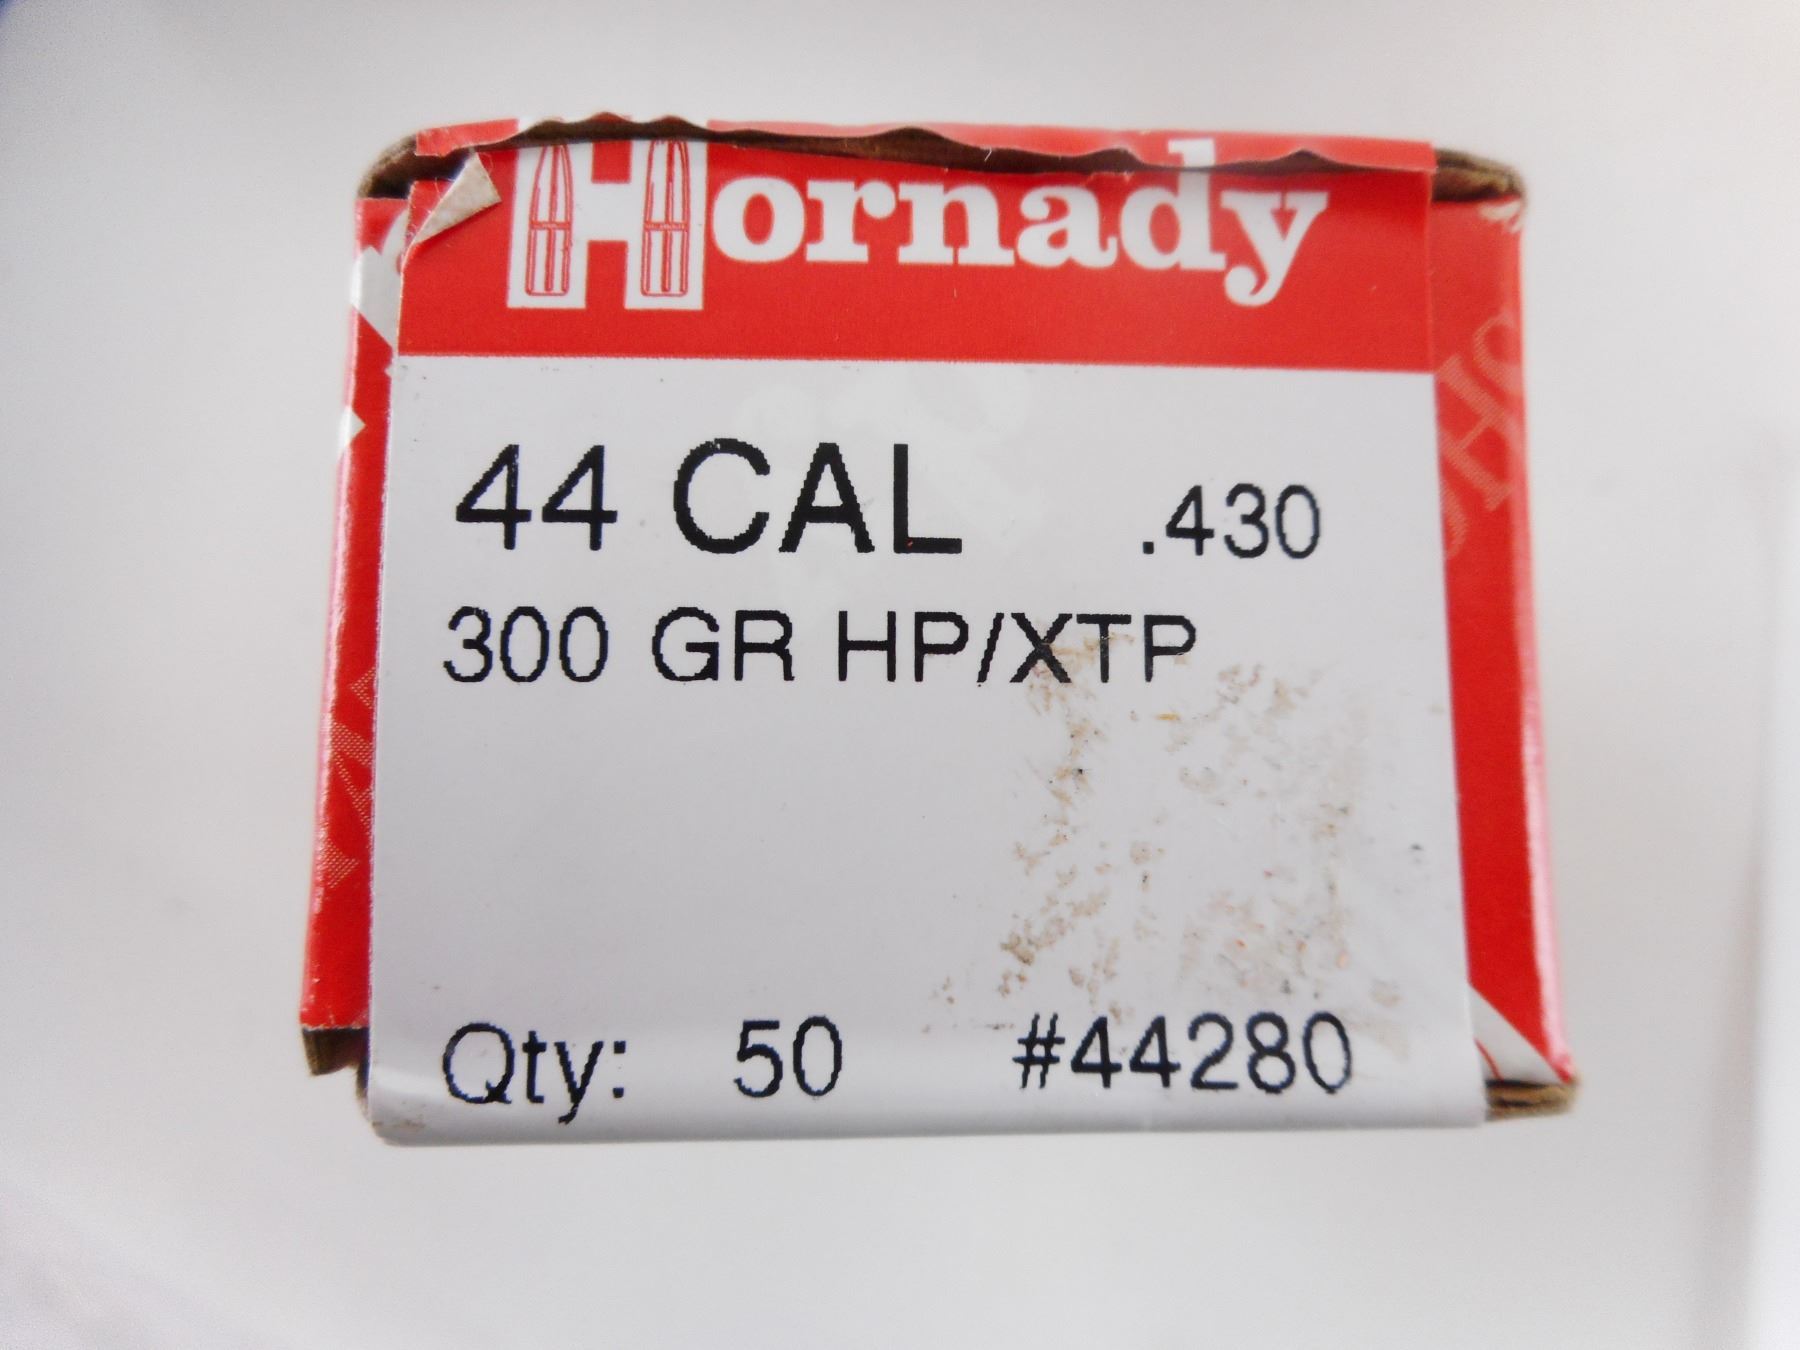 Hornady
44 CAL .430
300 GR HP/XTP
Qty: 50 #44280